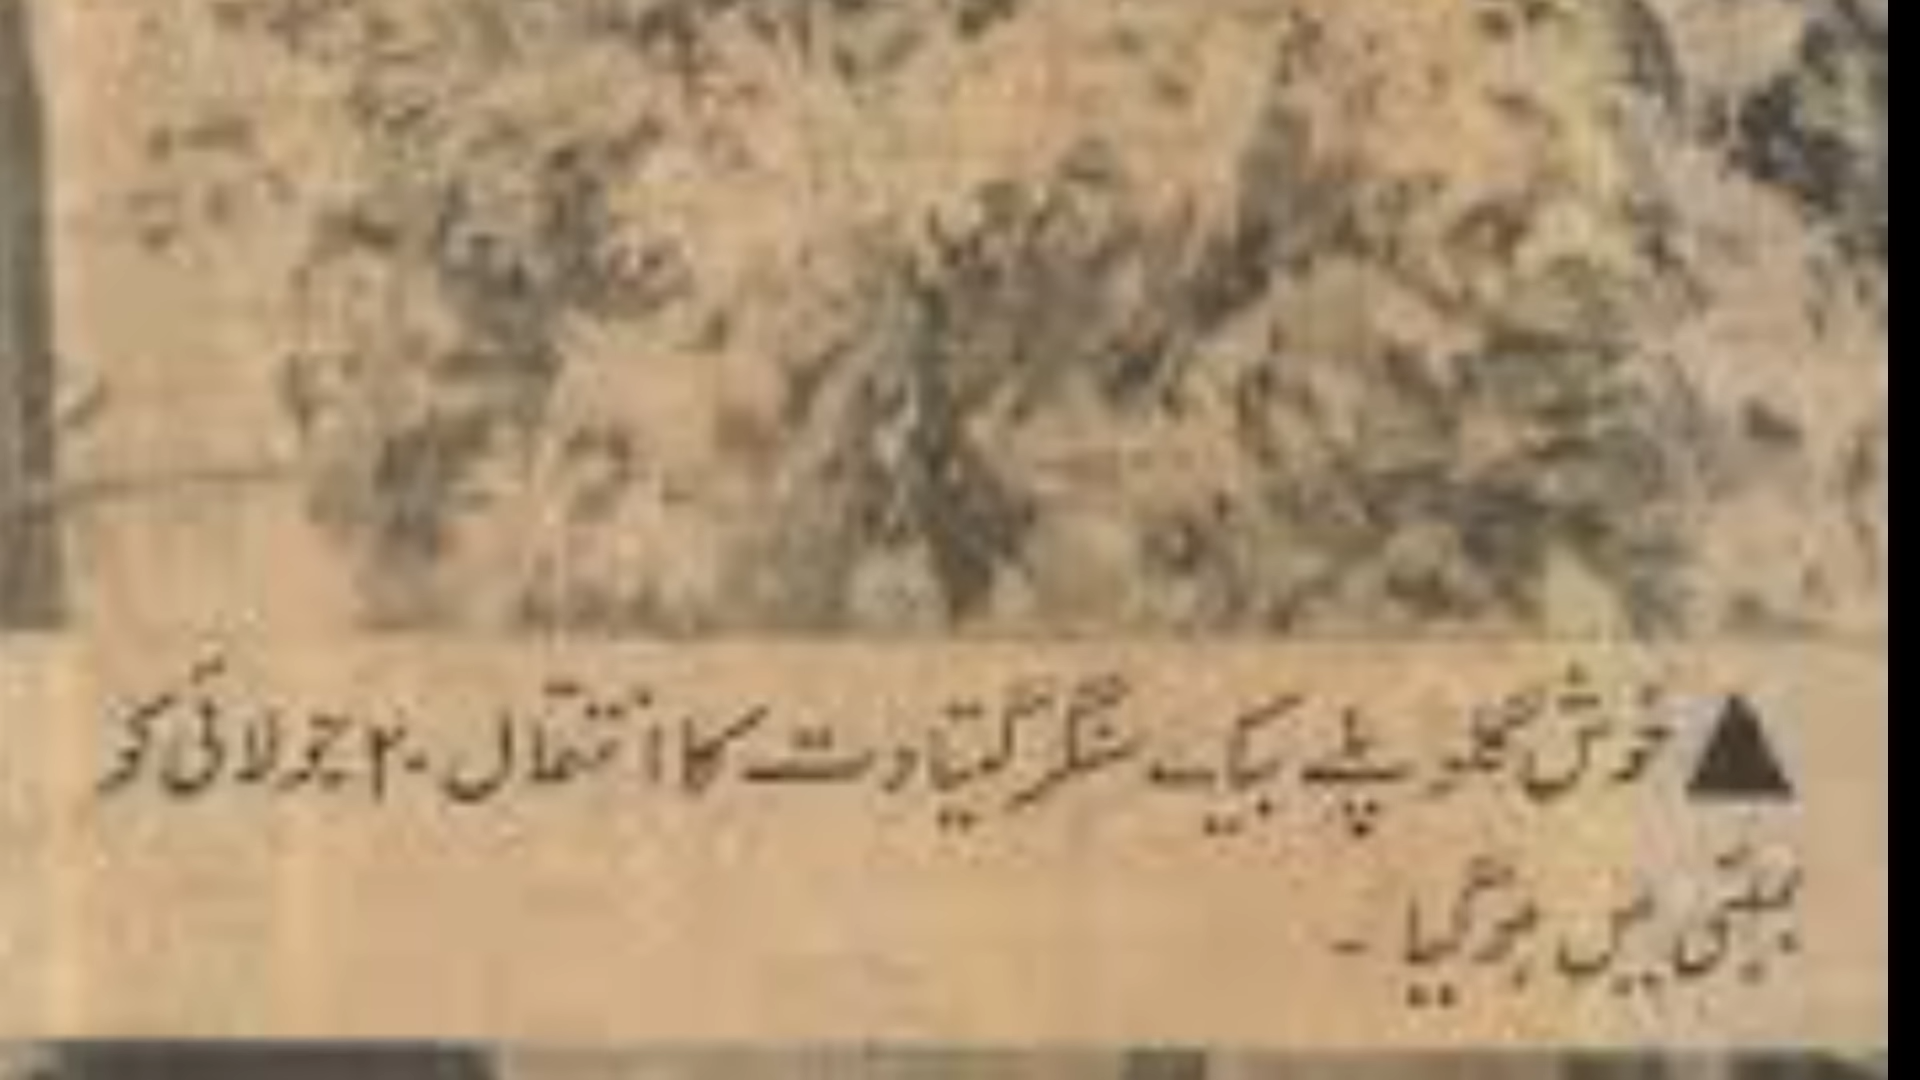 ▲ خوش گلو پلے بیک سنگر گیتا دت کا انتقال ۲۰ جولائی کو
بمبئی میں ہوگیا ۔